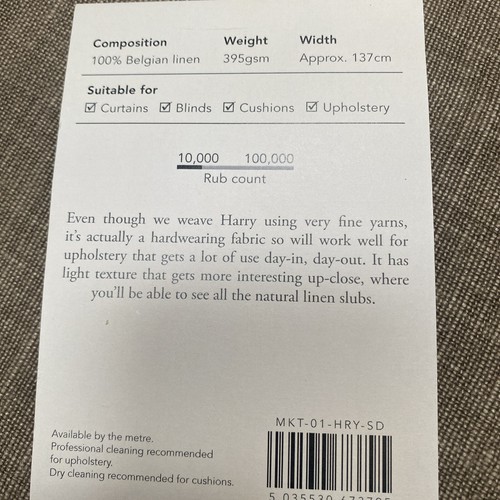 Composition Weight Width
100% Belgian linen 395gsm Approx. 137cm
Suitable for
☑ Curtains ☑ Blinds ☑ Cushions ☑ Upholstery
10,000 100,000
Rub count
Even though we weave Harry using very fine yarns,
it's actually a hardwearing fabric so will work well for
upholstery that gets a lot of use day-in, day-out. It has
light texture that gets more interesting up-close, where
you'll be able to see all the natural linen slubs.
MKT-01-HRY-SD
Available by the metre.
Professional cleaning recommended
for upholstery.
Dry cleaning recommended for cushions.